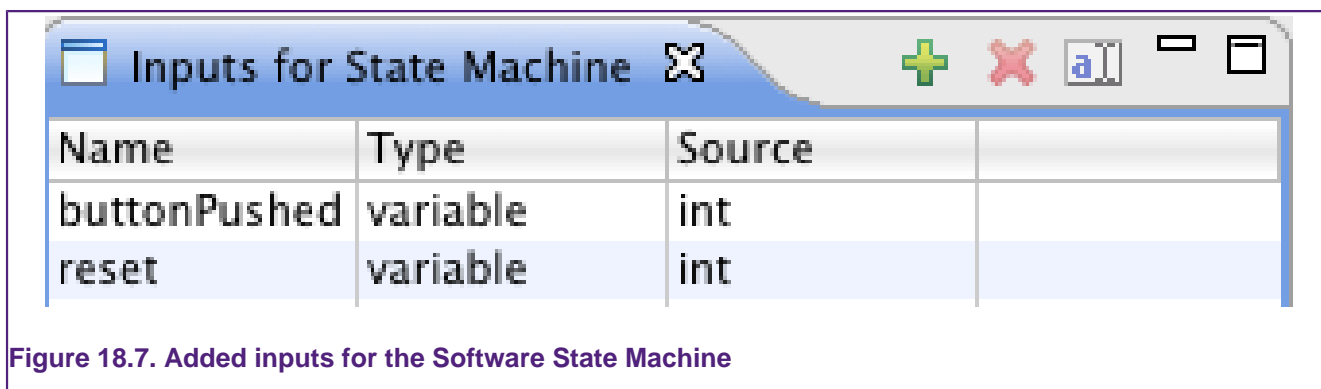 Inputs for State Machine
Name Type Source
buttonPushed variable int
reset variable int
Figure 18.7. Added inputs for the Software State Machine